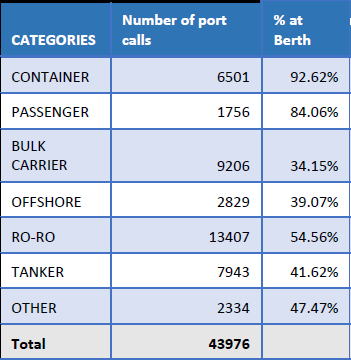 CATEGORIES Number of port calls % at Berth
CONTAINER 6501 92.62%
PASSENGER 1756 84.06%
BULK CARRIER 9206 34.15%
OFFSHORE 2829 39.07%
RO-RO 13407 54.56%
TANKER 7943 41.62%
OTHER 2334 47.47%
Total 43976